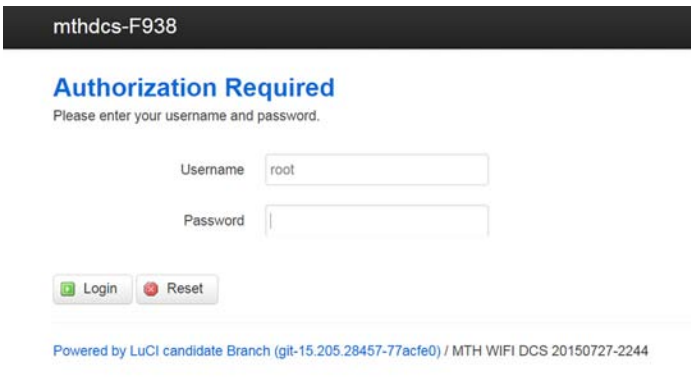 mthdcs-F938
Authorization Required
Please enter your username and password.
Username root
Password
Login Reset
Powered by LuCI candidate Branch (git-15.205.28457-77acfe0) / MTH WIFI DCS 20150727-2244